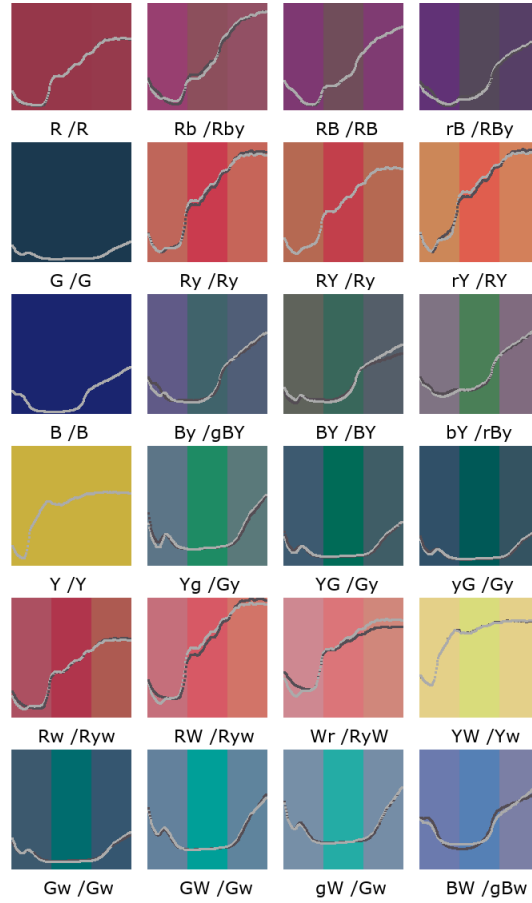 R /R Rb /Rby RB /RB rB /RBy
G /G Ry /Ry RY /Ry rY /RY
B /B By /gBY BY /BY bY /rBy
Y /Y Yg /Gy YG /Gy yG /Gy
Rw /Ryw RW /Ryw Wr /RyW YW /Yw
Gw /Gw GW /Gw gW /Gw BW /gBw